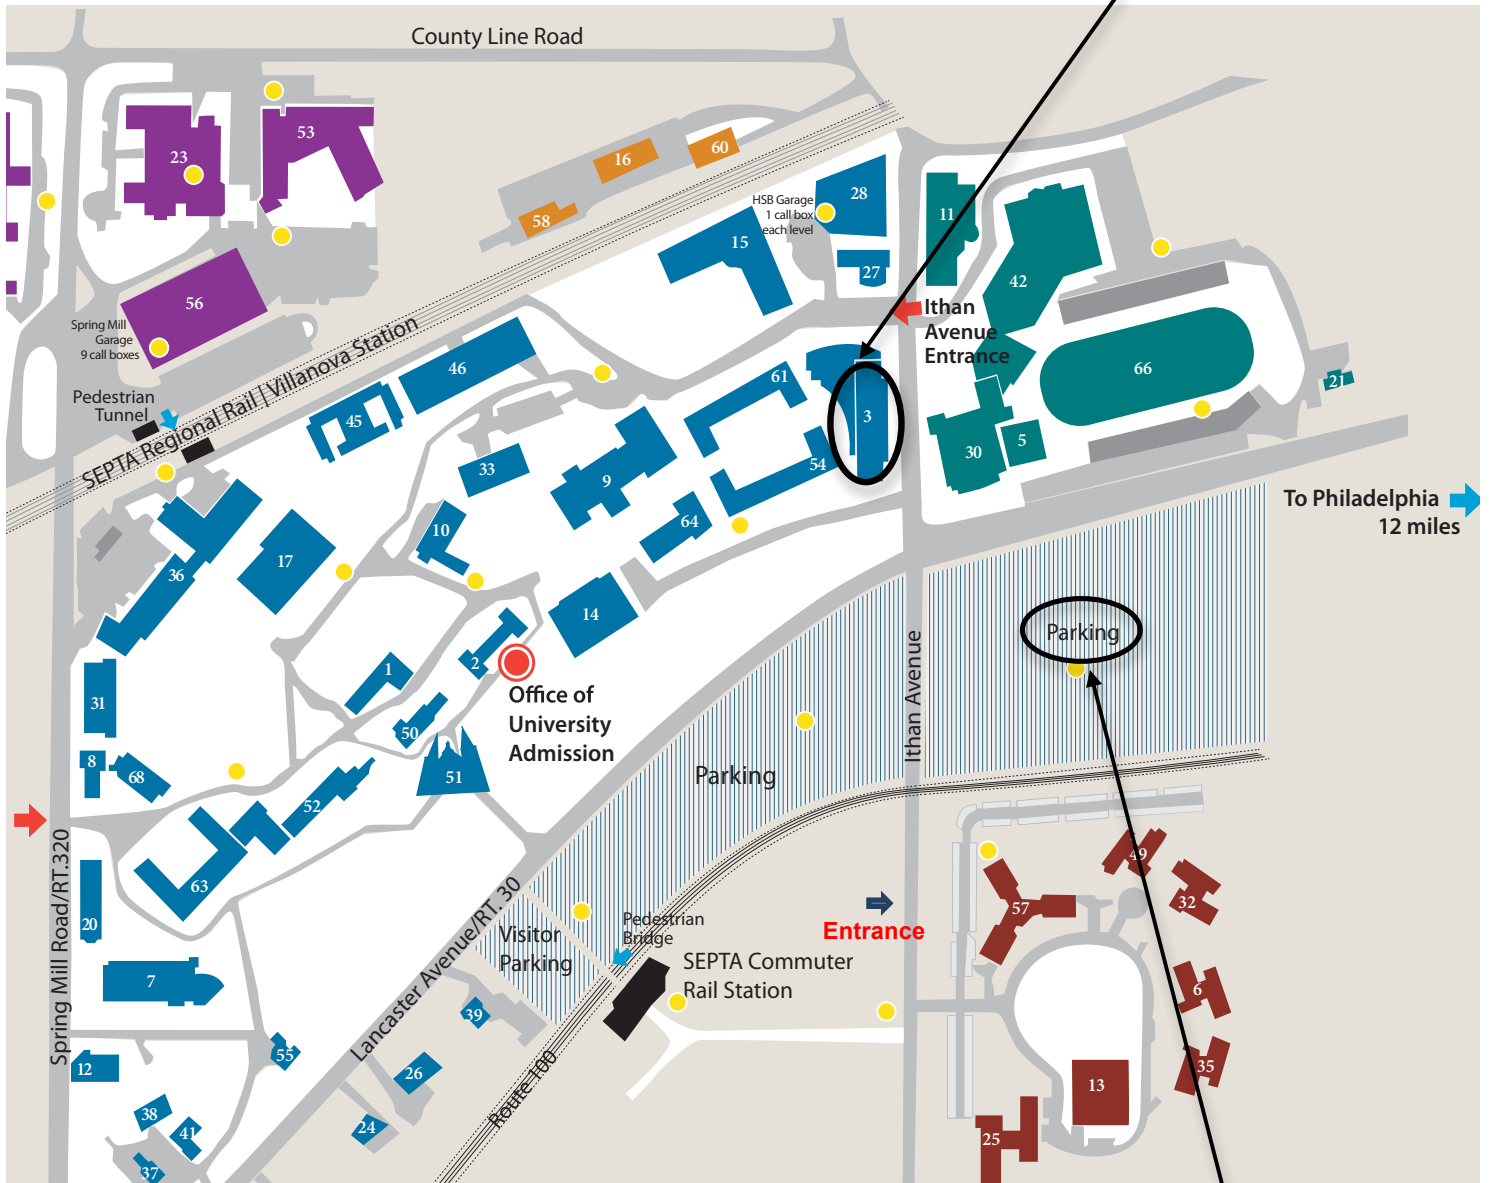 County Line Road
53
23
16
60
58
HSB Garage
1 call box
each level
28
15
27
11
42
56
Spring Mill
Garage
9 call boxes
Ithan
Avenue
Entrance
SEPTA Regional Rail | Villanova Station
Pedestrian
Tunnel
46
45
61
3
66
21
33
9
54
30
5
To Philadelphia
12 miles
10
64
36
17
14
Parking
2
1
31
50
Office of
University
Admission
Ithan Avenue
8
68
51
Parking
52
63
Spring Mill Road/RT.320
20
Lancaster Avenue/RT. 30
Visitor
Parking
Pedestrian
Bridge
Entrance
SEPTA Commuter
Rail Station
49
57
32
7
6
39
55
12
26
35
13
38
41
24
Route 100
25
37